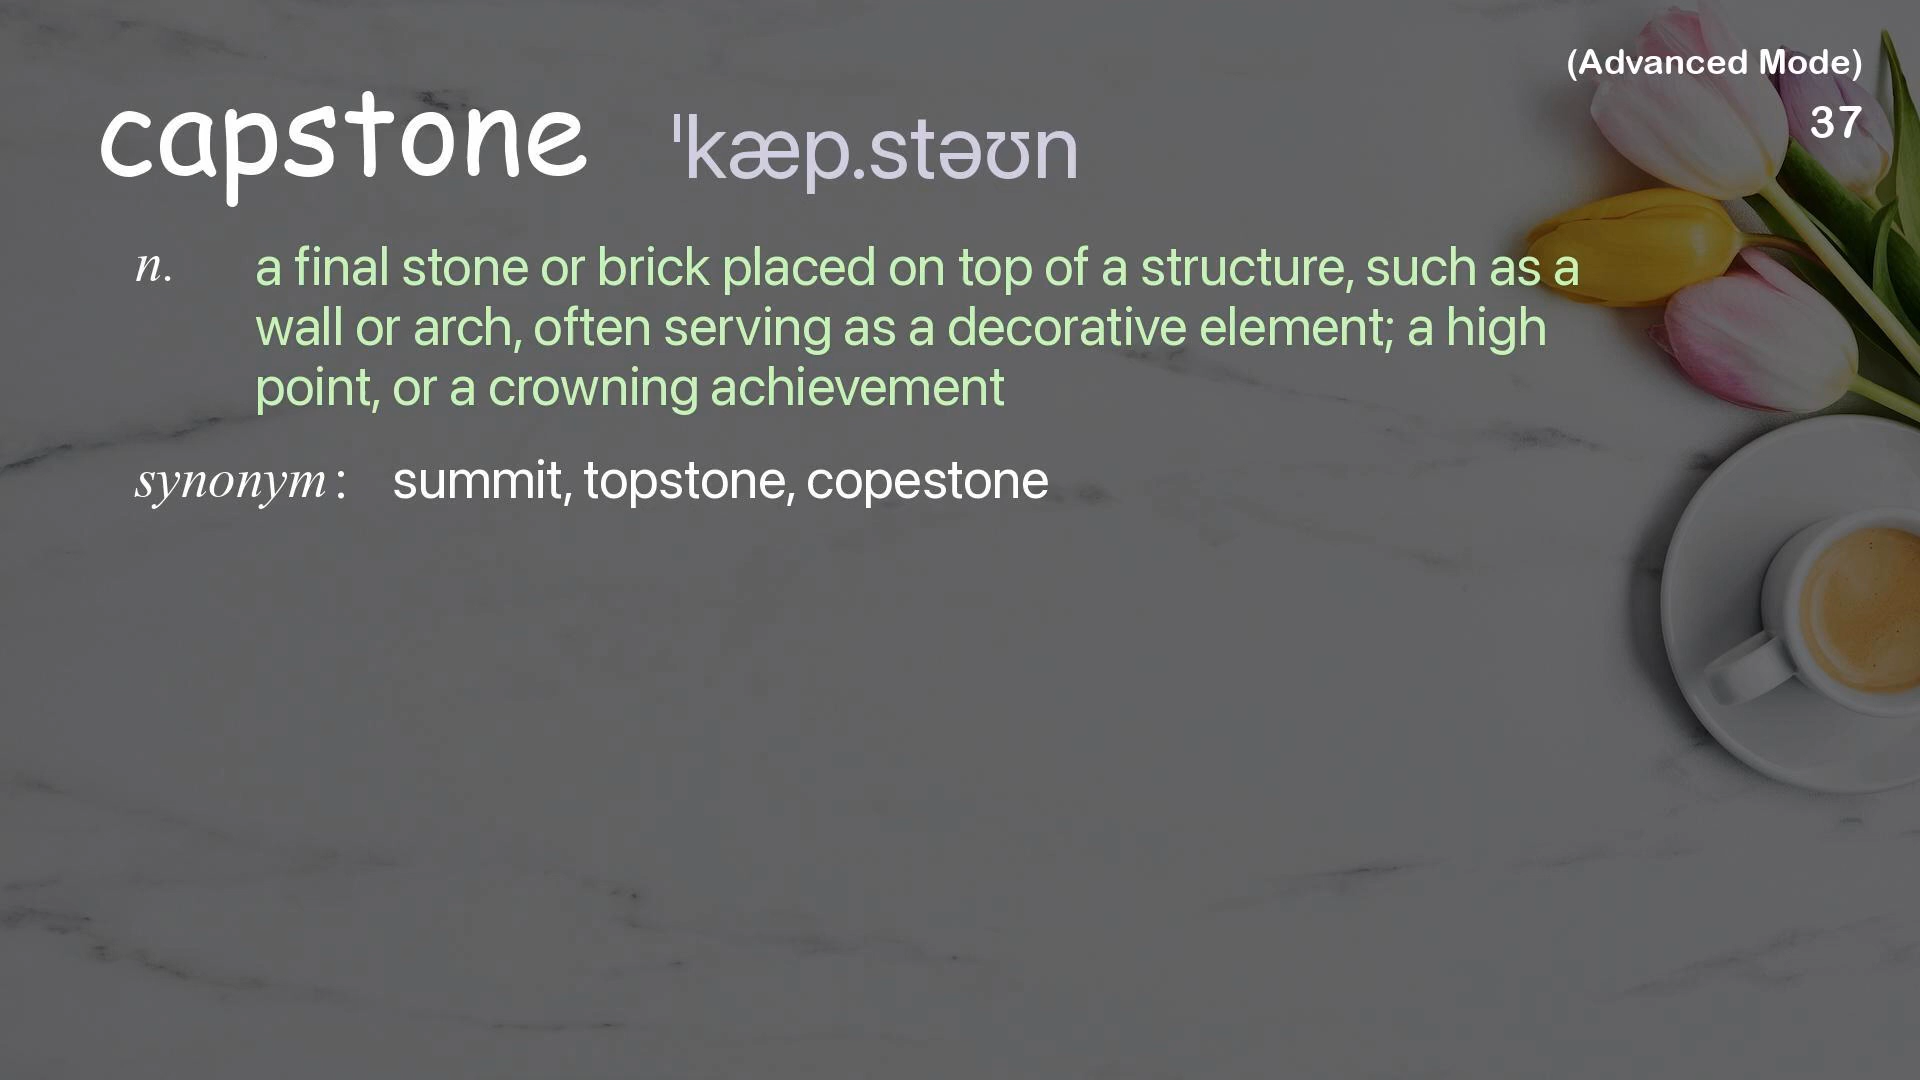 (Advanced Mode)
37
capstone ˈkæp.stəʊn
n. a final stone or brick placed on top of a structure, such as a
wall or arch, often serving as a decorative element; a high
point, or a crowning achievement
synonym : summit, topstone, copestone